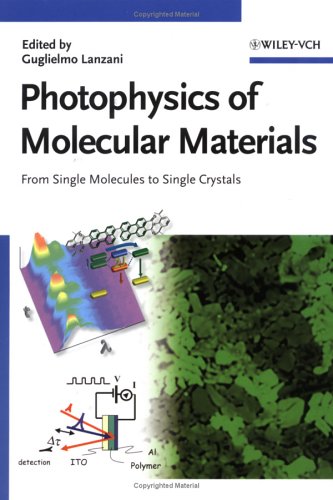 Edited by
Guglielmo Lanzani
WILEY-VCH
Photophysics of
Molecular Materials
From Single Molecules to Single Crystals
λ
V
Δτ
detection
ITO
Al
Polymer